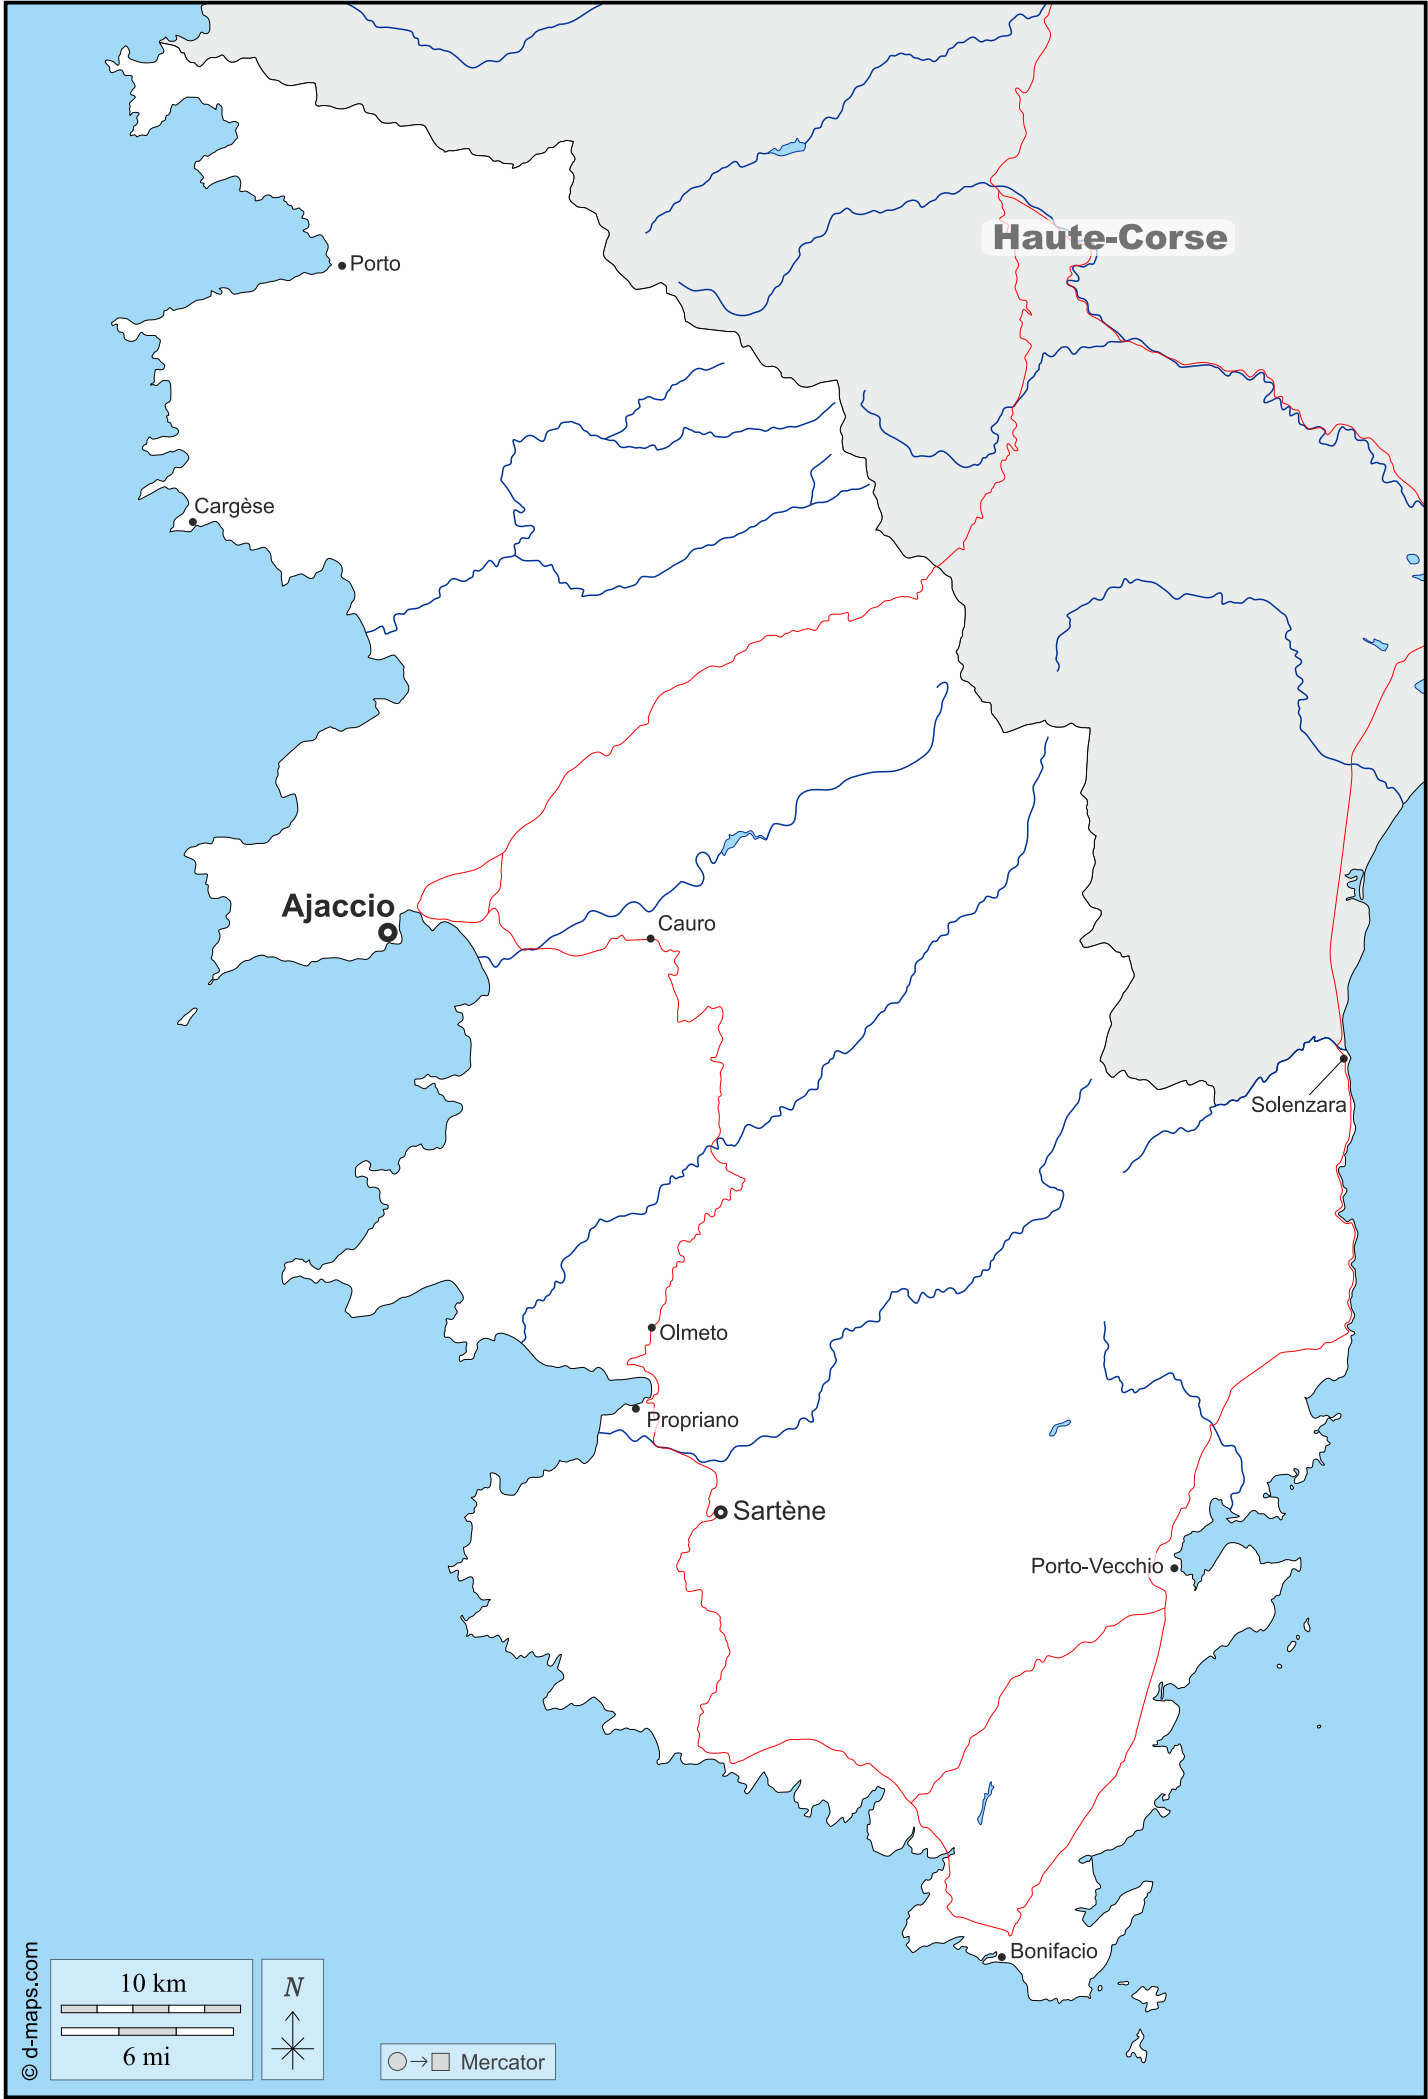 Haute-Corse
Porto
Cargèse
Ajaccio
Cauro
Solenzara
Olmeto
Propriano
Sartène
Porto-Vecchio
Bonifacio
© d-maps.com
10 km
6 mi
N
Mercator